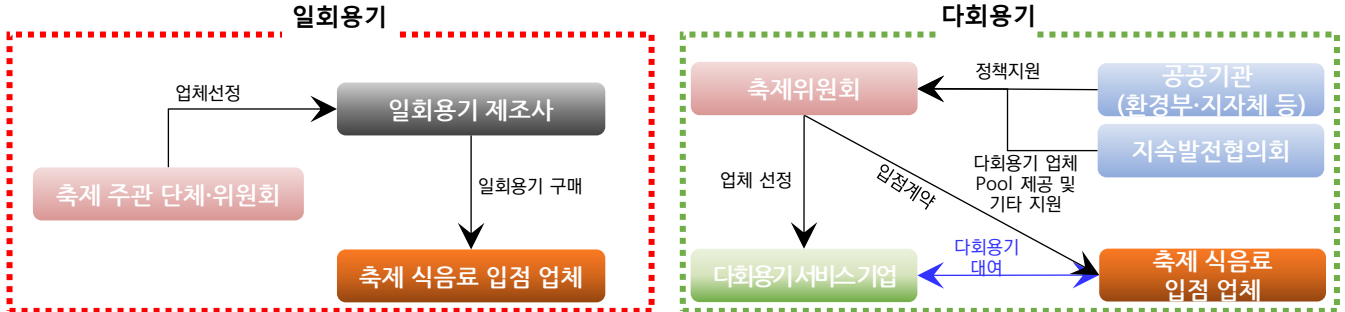 일회용기
업체선정
일회용기 제조사
축제 주관 단체·위원회
일회용기 구매
축제 식음료 입점 업체
다회용기
축제위원회
정책지원
공공기관
(환경부·지자체 등)
지속발전협의회
다회용기 업체
Pool 제공 및
기타 지원
업체 선정
입점계약
다회용기
대여
다회용기 서비스 기업
축제 식음료
입점 업체